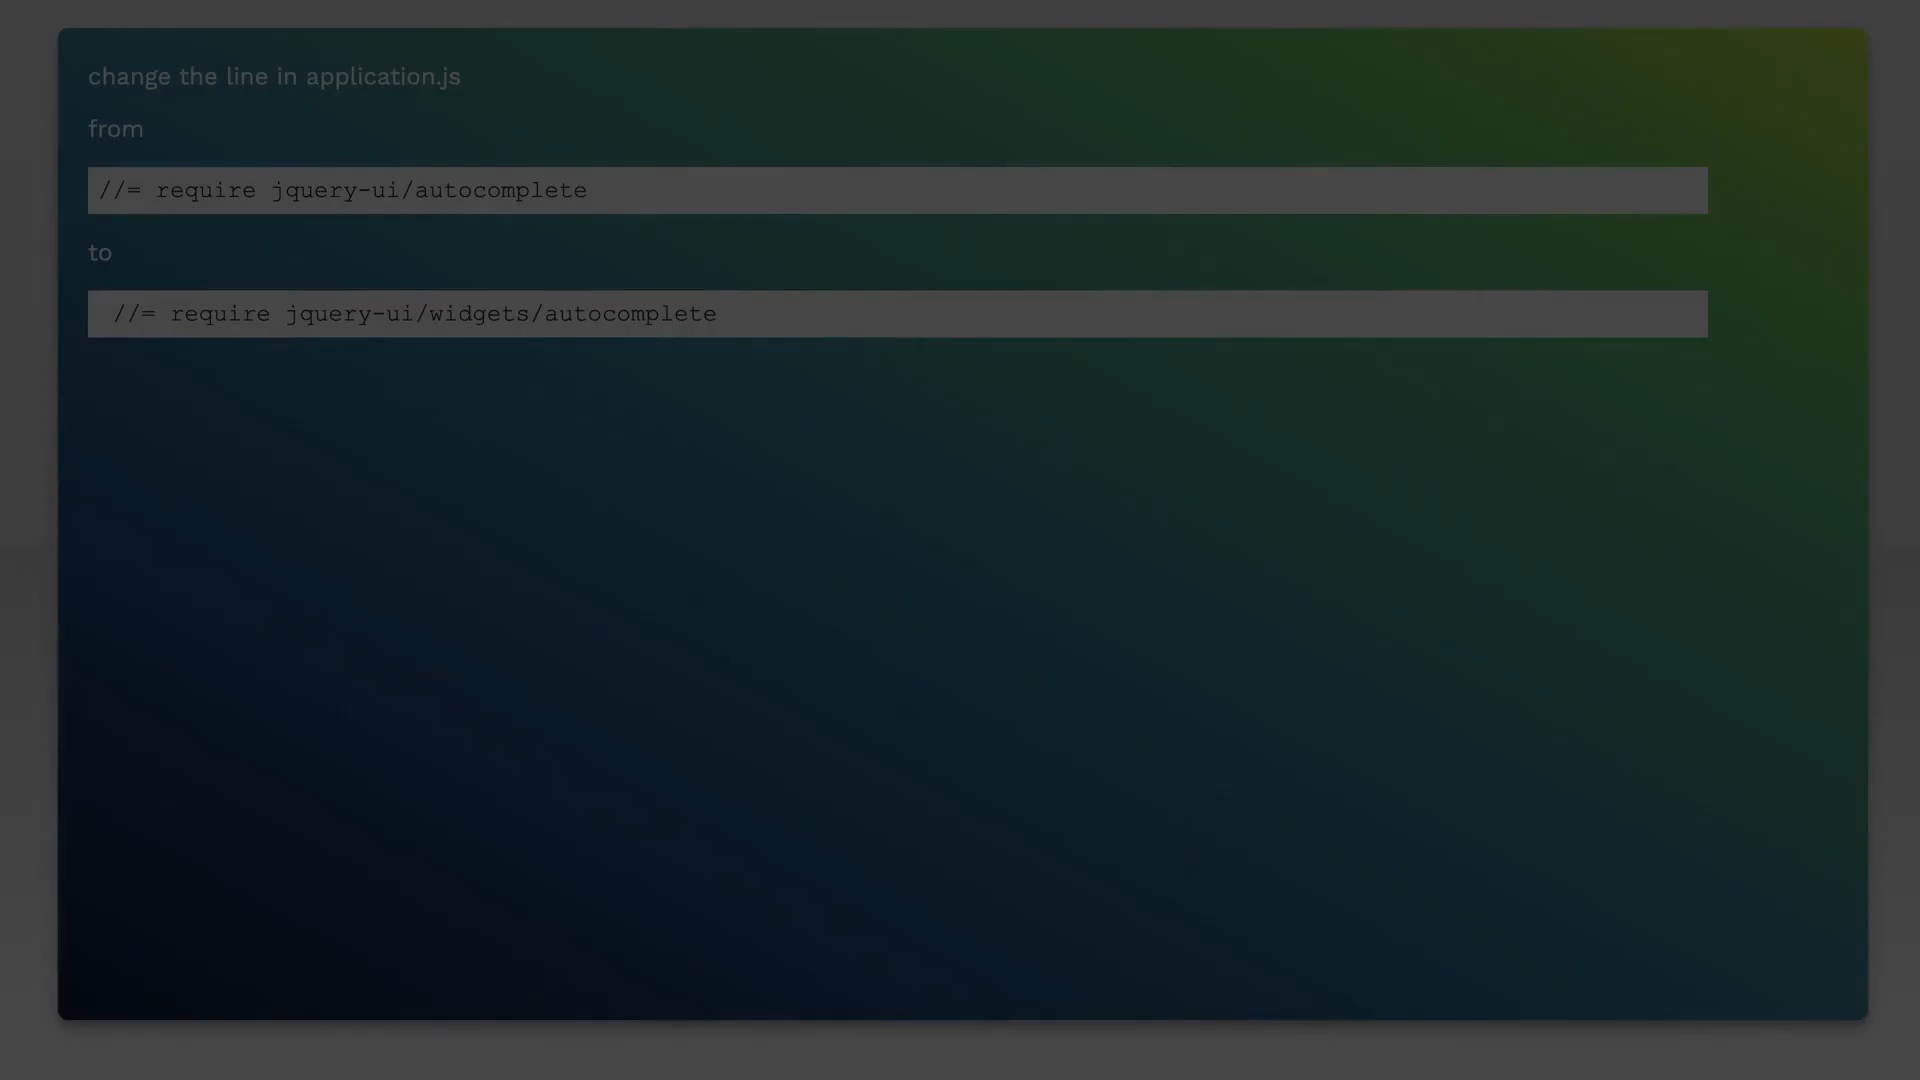 change the line in application.js
from
//= require jquery-ui/autocomplete
to
//= require jquery-ui/widgets/autocomplete